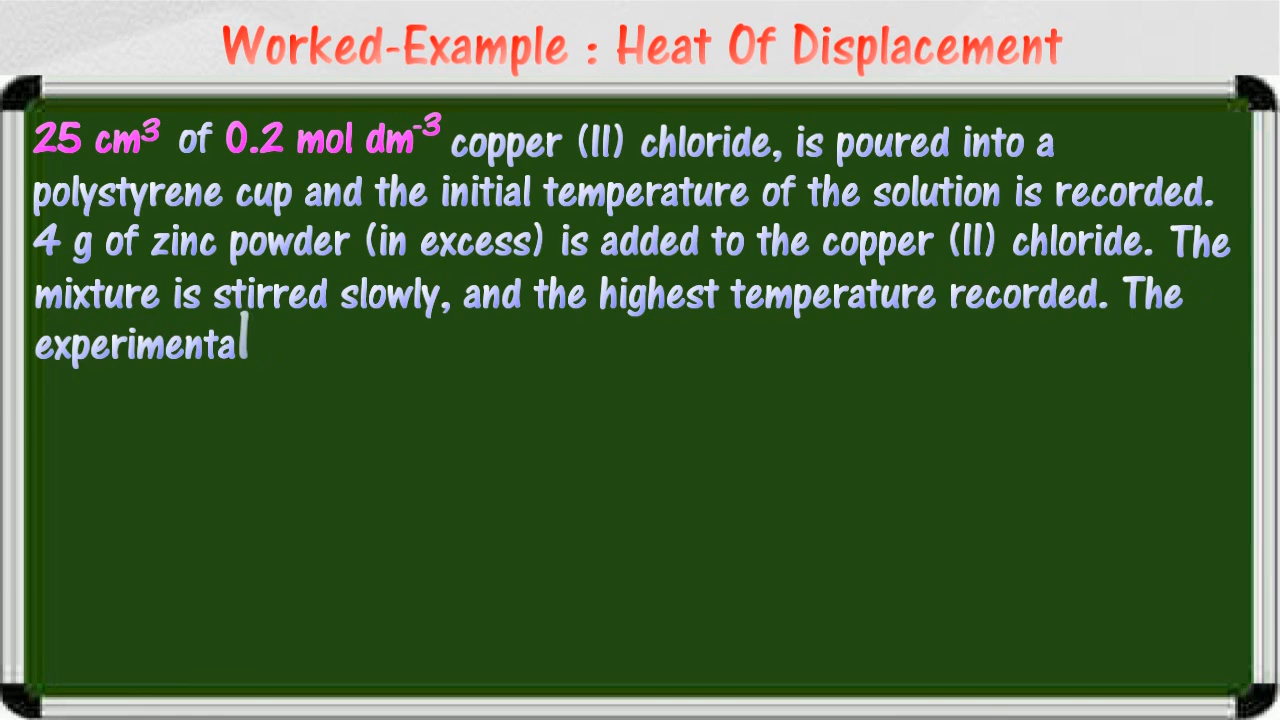 Worked-Example : Heat Of Displacement
25 cm³ of 0.2 mol dm⁻³ copper (II) chloride, is poured into a
polystyrene cup and the initial temperature of the solution is recorded.
4 g of zinc powder (in excess) is added to the copper (II) chloride. The
mixture is stirred slowly, and the highest temperature recorded. The
experimental